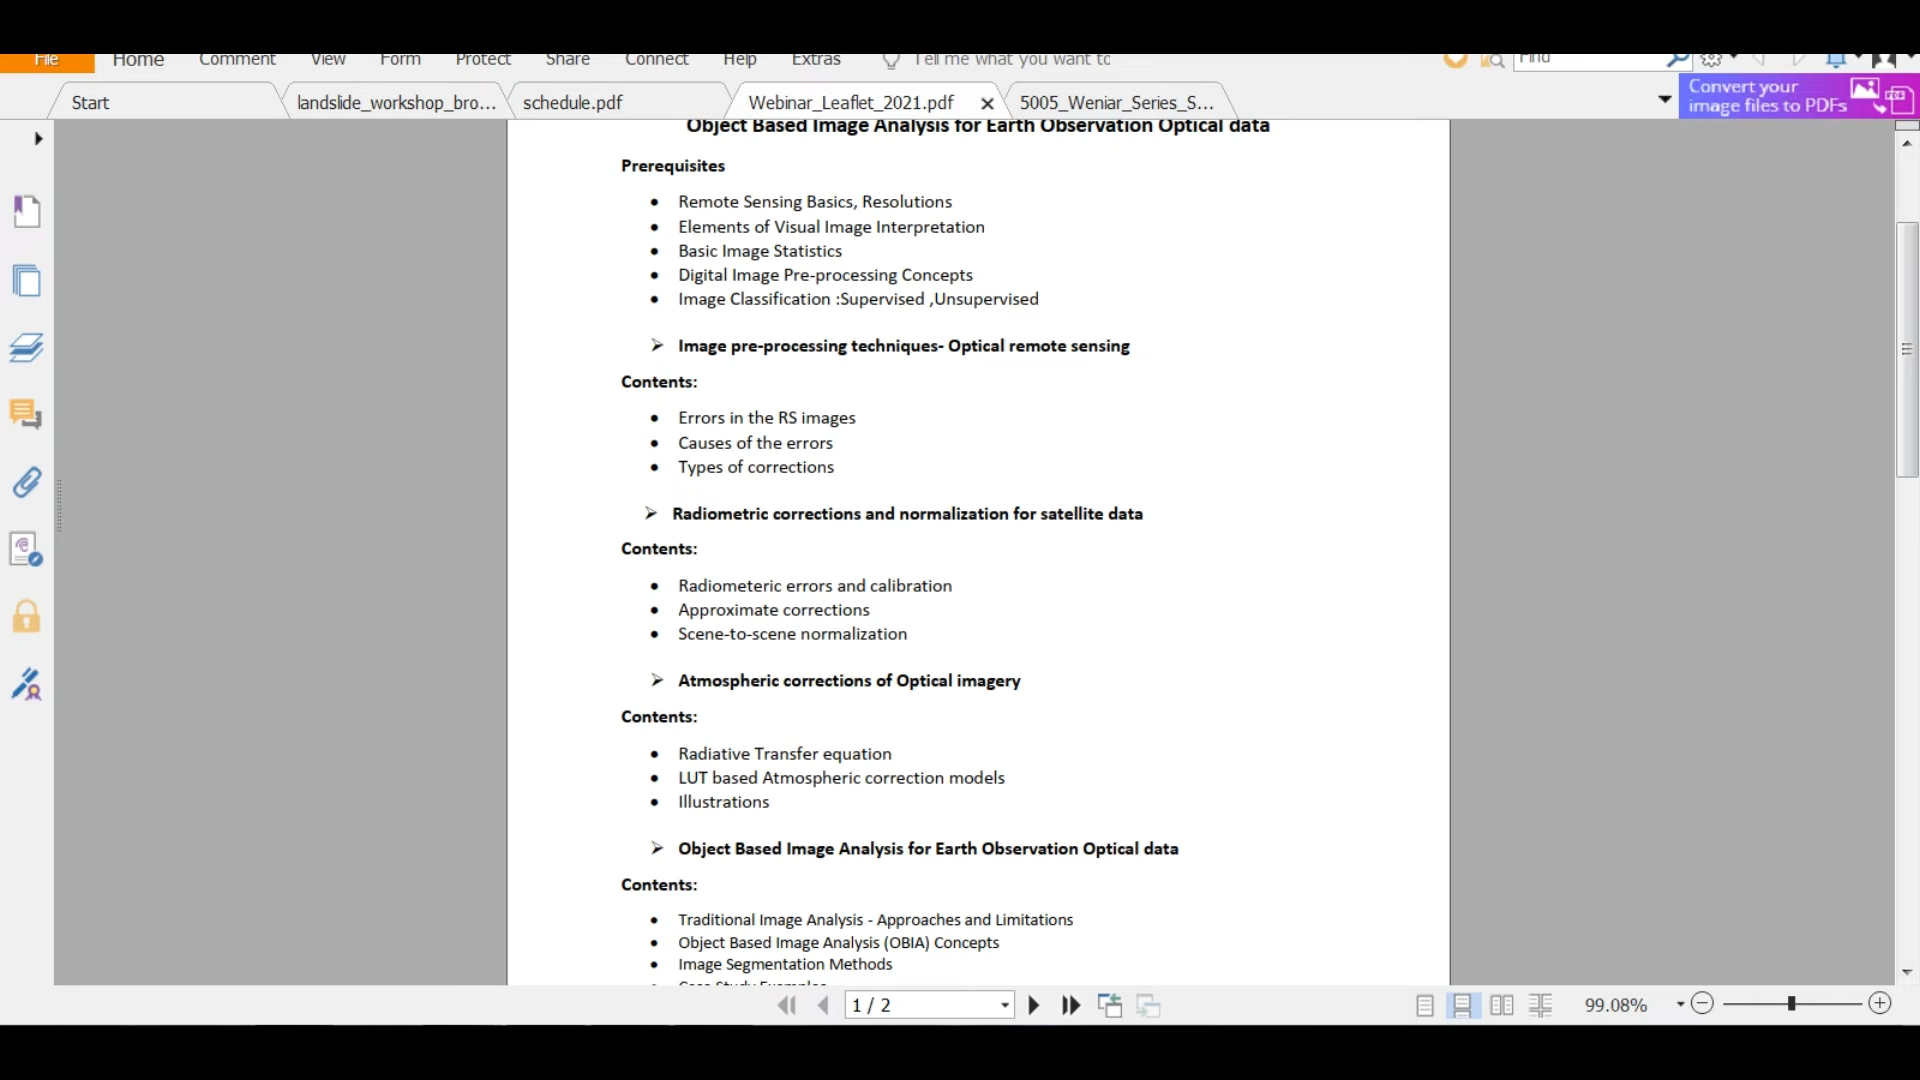 File Home Comment View Form Protect Share Connect Help Extras Tell me what you want to Find
Start landslide_workshop_bro... schedule.pdf Webinar_Leaflet_2021.pdf 5005_Weniar_Series_S... Convert your
image files to PDFs
Object Based Image Analysis for Earth Observation Optical data
Prerequisites
• Remote Sensing Basics, Resolutions
• Elements of Visual Image Interpretation
• Basic Image Statistics
• Digital Image Pre-processing Concepts
• Image Classification :Supervised ,Unsupervised
➢ Image pre-processing techniques- Optical remote sensing
Contents:
• Errors in the RS images
• Causes of the errors
• Types of corrections
➢ Radiometric corrections and normalization for satellite data
Contents:
• Radiometeric errors and calibration
• Approximate corrections
• Scene-to-scene normalization
➢ Atmospheric corrections of Optical imagery
Contents:
• Radiative Transfer equation
• LUT based Atmospheric correction models
• Illustrations
➢ Object Based Image Analysis for Earth Observation Optical data
Contents:
• Traditional Image Analysis - Approaches and Limitations
• Object Based Image Analysis (OBIA) Concepts
• Image Segmentation Methods
• Case Study Examples
1 / 2 99.08%